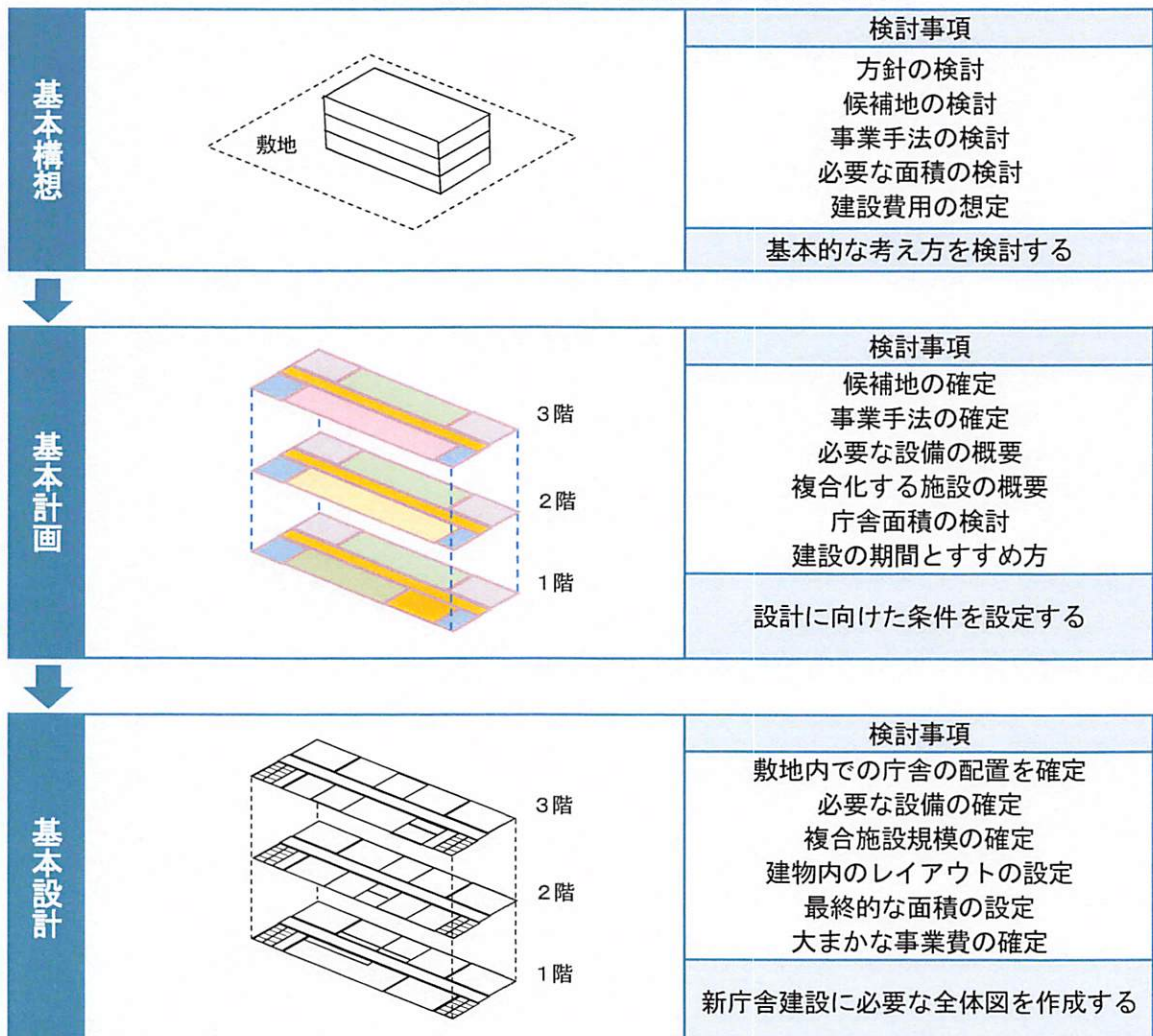 基本構想
敷地
検討事項
方針の検討
候補地の検討
事業手法の検討
必要な面積の検討
建設費用の想定
基本的な考え方を検討する
基本計画
3階
2階
1階
検討事項
候補地の確定
事業手法の確定
必要な設備の概要
複合化する施設の概要
庁舎面積の検討
建設の期間とすすめ方
設計に向けた条件を設定する
基本設計
3階
2階
1階
検討事項
敷地内での庁舎の配置を確定
必要な設備の確定
複合施設規模の確定
建物内のレイアウトの設定
最終的な面積の設定
大まかな事業費の確定
新庁舎建設に必要な全体図を作成する